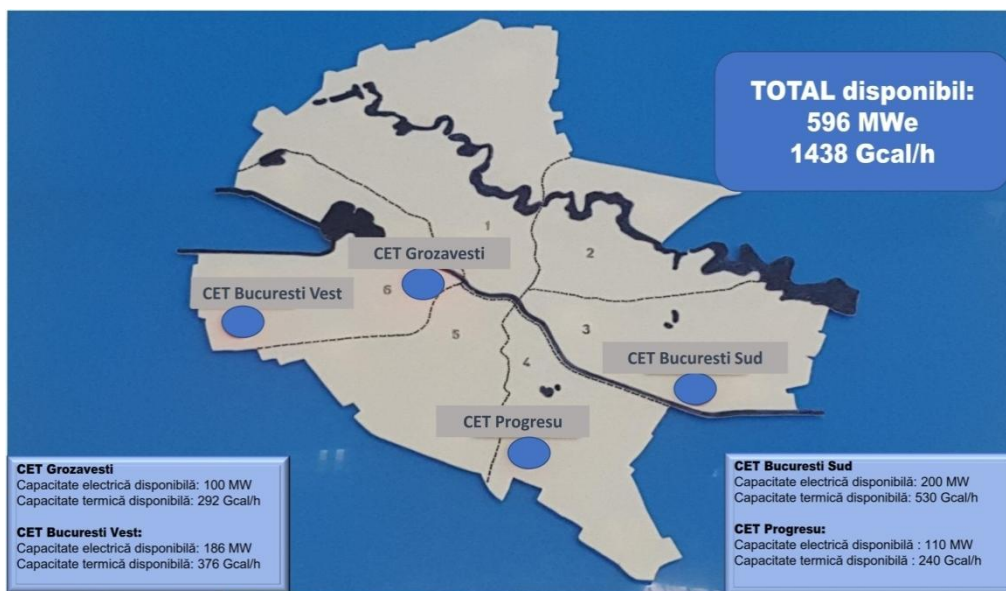 TOTAL disponibil:
596 MWe
1438 Gcal/h
1
2
CET Grozavesti
6
CET Bucuresti Vest
3
5
4
CET Bucuresti Sud
CET Progresu
CET Grozavesti
Capacitate electrică disponibilă: 100 MW
Capacitate termică disponibilă: 292 Gcal/h
CET Bucuresti Vest:
Capacitate electrică disponibilă: 186 MW
Capacitate termică disponibilă: 376 Gcal/h
CET Bucuresti Sud
Capacitate electrică disponibilă: 200 MW
Capacitate termică disponibilă: 530 Gcal/h
CET Progresu:
Capacitate electrică disponibilă : 110 MW
Capacitate termică disponibilă : 240 Gcal/h